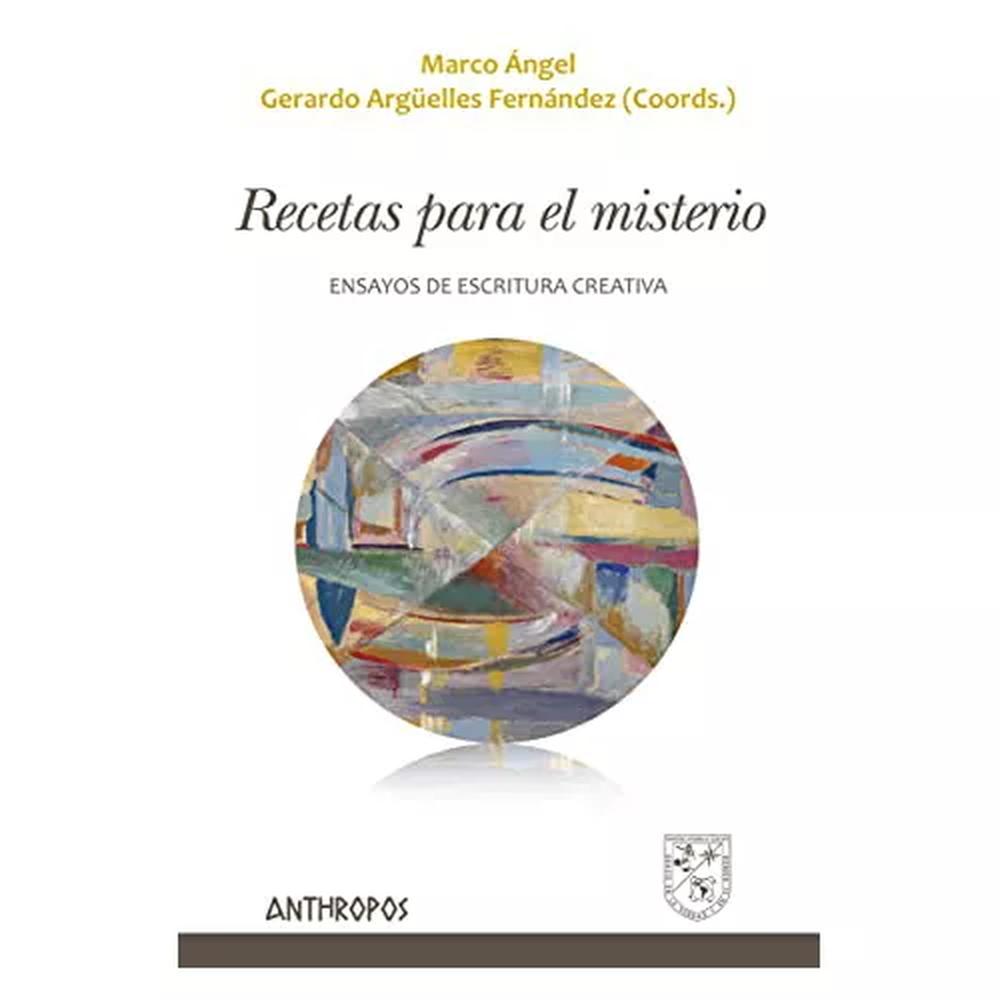 Marco Ángel
Gerardo Argüelles Fernández (Coords.)
Recetas para el misterio
ENSAYOS DE ESCRITURA CREATIVA
ANTHROPOS